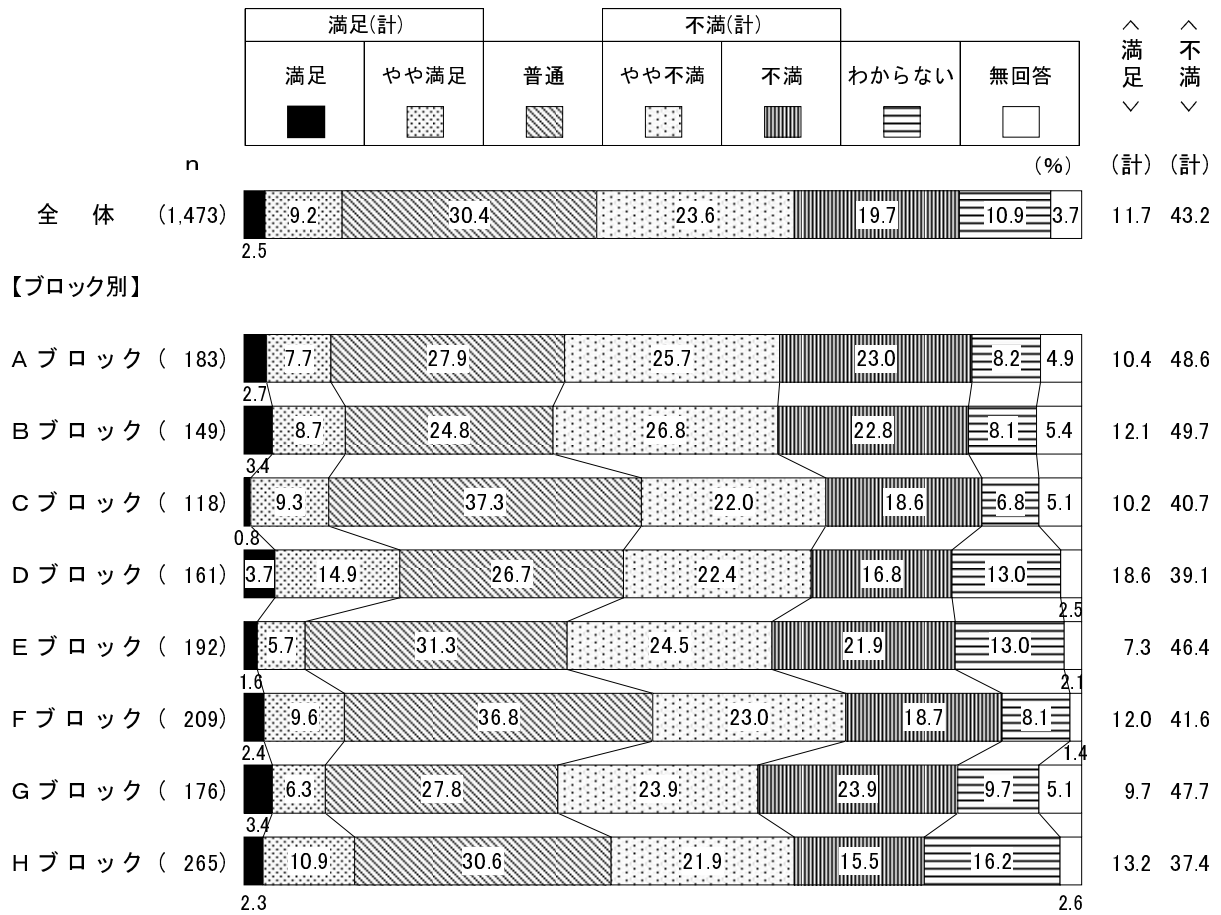 満足(計) 不満(計) ＜満足＞ ＜不満＞
満足 やや満足 普通 やや不満 不満 わからない 無回答
n (%) (計) (計)
全 体 (1,473) 9.2 30.4 23.6 19.7 10.9 3.7 11.7 43.2
2.5
【ブロック別】
Aブロック( 183) 7.7 27.9 25.7 23.0 8.2 4.9 10.4 48.6
2.7
Bブロック( 149) 8.7 24.8 26.8 22.8 8.1 5.4 12.1 49.7
3.4
Cブロック( 118) 9.3 37.3 22.0 18.6 6.8 5.1 10.2 40.7
0.8
Dブロック( 161) 3.7 14.9 26.7 22.4 16.8 13.0 18.6 39.1
2.5
Eブロック( 192) 5.7 31.3 24.5 21.9 13.0 7.3 46.4
1.6 2.1
Fブロック( 209) 9.6 36.8 23.0 18.7 8.1 12.0 41.6
2.4 1.4
Gブロック( 176) 6.3 27.8 23.9 23.9 9.7 5.1 9.7 47.7
3.4
Hブロック( 265) 10.9 30.6 21.9 15.5 16.2 13.2 37.4
2.3 2.6